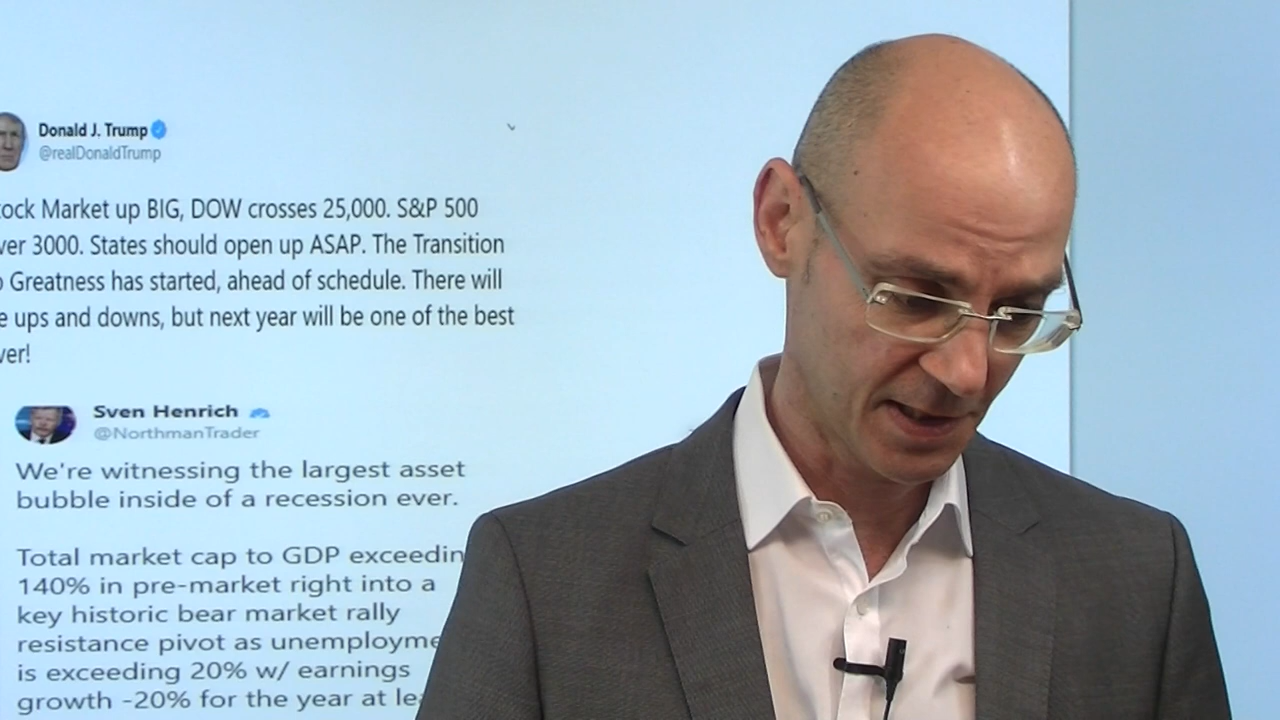 Donald J. Trump
@realDonaldTrump
ock Market up BIG, DOW crosses 25,000. S&P 500
ver 3000. States should open up ASAP. The Transition
o Greatness has started, ahead of schedule. There will
e ups and downs, but next year will be one of the best
ver!
Sven Henrich
@NorthmanTrader
We're witnessing the largest asset
bubble inside of a recession ever.
Total market cap to GDP exceedin
140% in pre-market right into a
key historic bear market rally
resistance pivot as unemployme
is exceeding 20% w/ earnings
growth -20% for the year at lea